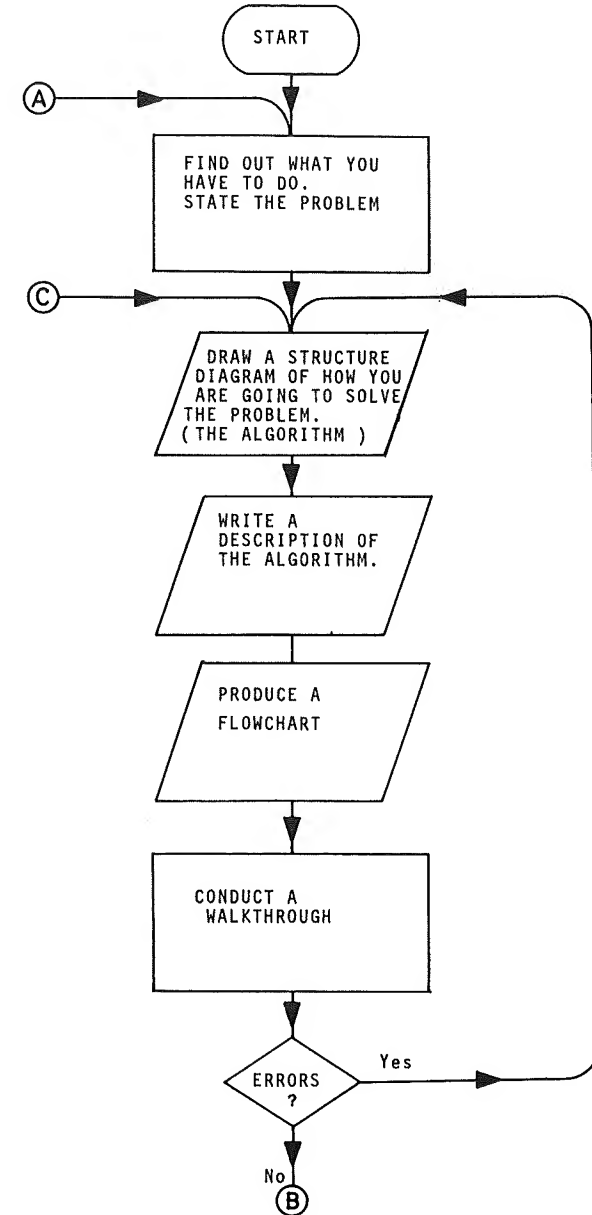 START
A
FIND OUT WHAT YOU
HAVE TO DO.
STATE THE PROBLEM
C
DRAW A STRUCTURE
DIAGRAM OF HOW YOU
ARE GOING TO SOLVE
THE PROBLEM.
( THE ALGORITHM )
WRITE A
DESCRIPTION OF
THE ALGORITHM.
PRODUCE A
FLOWCHART
CONDUCT A
WALKTHROUGH
ERRORS
?
Yes
No
B